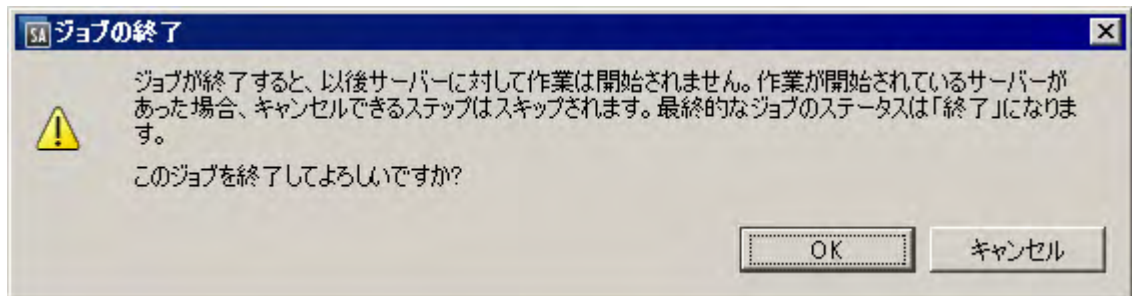 SA ジョブの終了
ジョブが終了すると、以後サーバーに対して作業は開始されません。作業が開始されているサーバーが
あった場合、キャンセルできるステップはスキップされます。最終的なジョブのステータスは「終了」になりま
す。
このジョブを終了してよろしいですか?
OK キャンセル